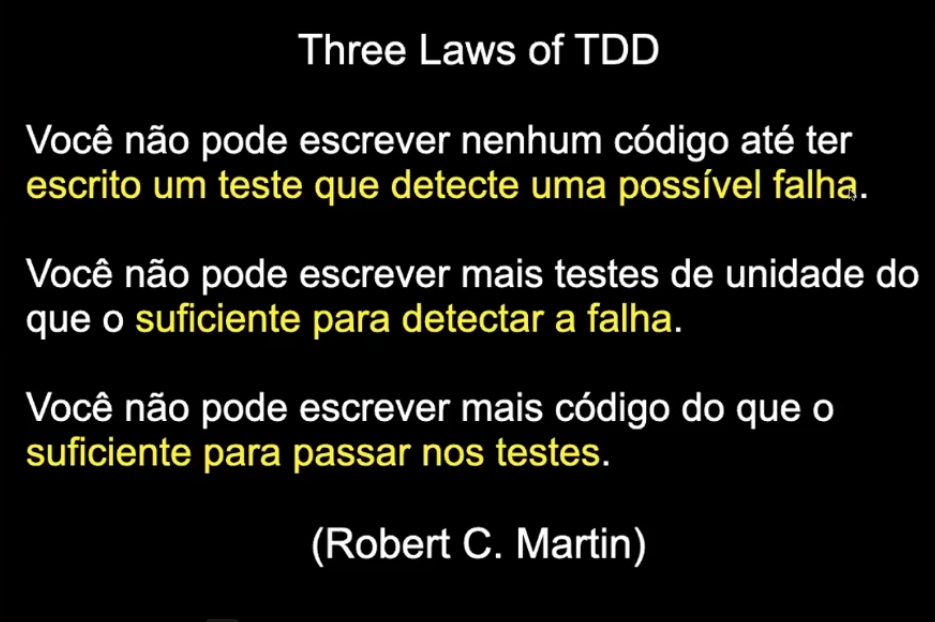 Three Laws of TDD
Você não pode escrever nenhum código até ter
escrito um teste que detecte uma possível falha.
Você não pode escrever mais testes de unidade do
que o suficiente para detectar a falha.
Você não pode escrever mais código do que o
suficiente para passar nos testes.
(Robert C. Martin)